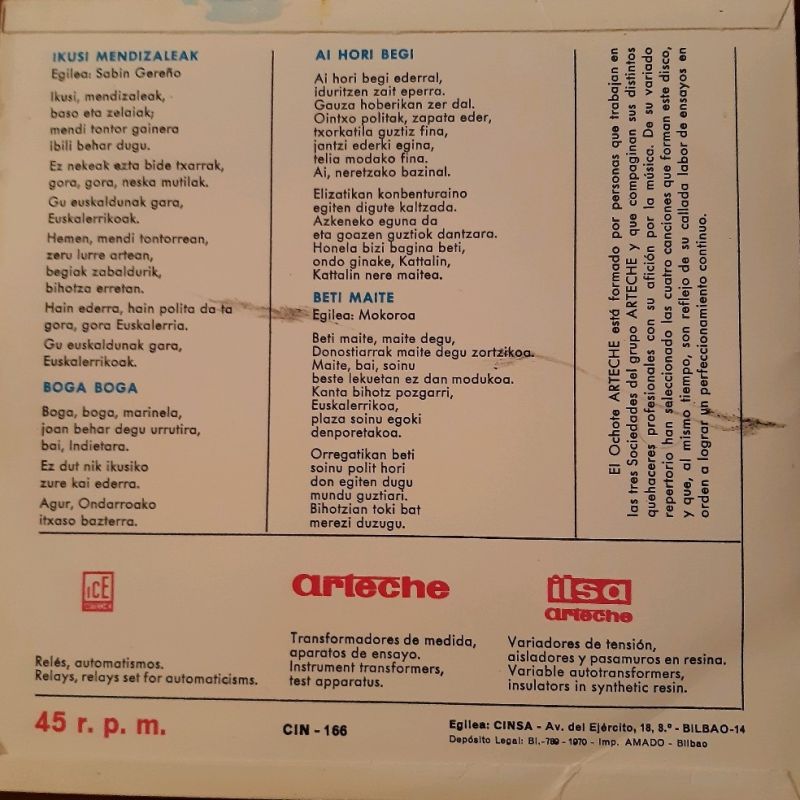 IKUSI MENDIZALEAK
Egilea: Sabin Gereño
Ikusi, mendizaleak,
baso eta zelaiak;
mendi tontor gainera
ibili behar dugu.
Ez nekeak ezta bide txarrak,
gora, gora, neska mutilak.
Gu euskaldunak gara,
Euskalerrikoak.
Hemen, mendi tontorrean,
zeru lurre artean,
begiak zabaldurik,
bihotza erretan.
Hain ederra, hain polita da ta
gora, gora Euskalerria.
Gu euskaldunak gara,
Euskalerrikoak.
BOGA BOGA
Boga, boga, marinela,
joan behar degu urrutira,
bai, Indietara.
Ez dut nik ikusiko
zure kai ederra.
Agur, Ondarroako
itxaso bazterra.
AI HORI BEGI
Ai hori begi ederral,
iduritzen zait eperra.
Gauza hoberikan zer dal.
Ointxo politak, zapata eder,
txorkatila guztiz fina,
jantzi ederki egina,
telia modako fina.
Ai, neretzako bazinal.
Elizatikan konbenturaino
egiten digute kaltzada.
Azkeneko eguna da
eta goazen guztiok dantzara.
Honela bizi bagina beti,
ondo ginake, Kattalin,
Kattalin nere maitea.
BETI MAITE
Egilea: Mokoroa
Beti maite, maite degu,
Donostiarrak maite degu zortzikoa.
Maite, bai, soinu
beste lekuetan ez dan modukoa.
Kanta bihotz pozgarri,
Euskalerrikoa,
plaza soinu egoki
denporetakoa.
Orregatikan beti
soinu polit hori
don egiten dugu
mundu guztiari.
Bihotzian toki bat
merezi duzugu.
El Ochote ARTECHE está formado por personas que trabajan en
las tres Sociedades del grupo ARTECHE y que compaginan sus distintos
quehaceres profesionales con su afición por la música. De su variado
repertorio han seleccionado las cuatro canciones que forman este disco,
y que, al mismo tiempo, son reflejo de su callada labor de ensayos en
orden a lograr un perfeccionamiento continuo.
ICE
Relés, automatismos.
Relays, relays set for automaticisms.
arteche
Transformadores de medida,
aparatos de ensayo.
Instrument transformers,
test apparatus.
ilsa
arteche
Variadores de tensión,
aisladores y pasamuros en resina.
Variable autotransformers,
insulators in synthetic resin.
45 r. p. m.
CIN - 166
Egilea: CINSA - Av. del Ejército, 18, 8.º - BILBAO-14
Depósito Legal: BI.-789 - 1970 - Imp. AMADO - Bilbao